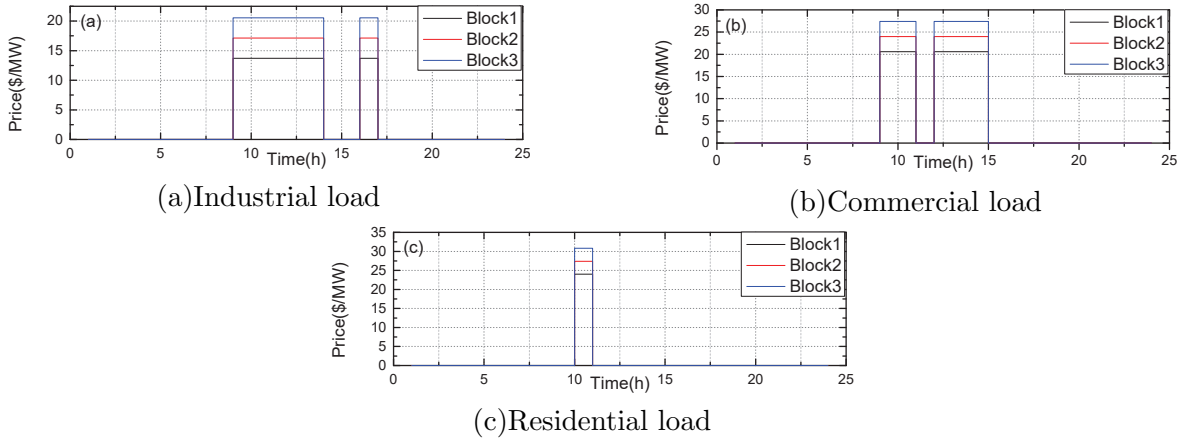 (a)
Block1
Block2
Block3
Price($/MW)
20
15
10
5
0
0 5 10 15 20 25
Time(h)
(a)Industrial load
(b)
Block1
Block2
Block3
Price($/MW)
30
25
20
15
10
5
0
0 5 10 15 20 25
Time(h)
(b)Commercial load
(c)
Block1
Block2
Block3
Price($/MW)
35
30
25
20
15
10
5
0
0 5 10 15 20 25
Time(h)
(c)Residential load